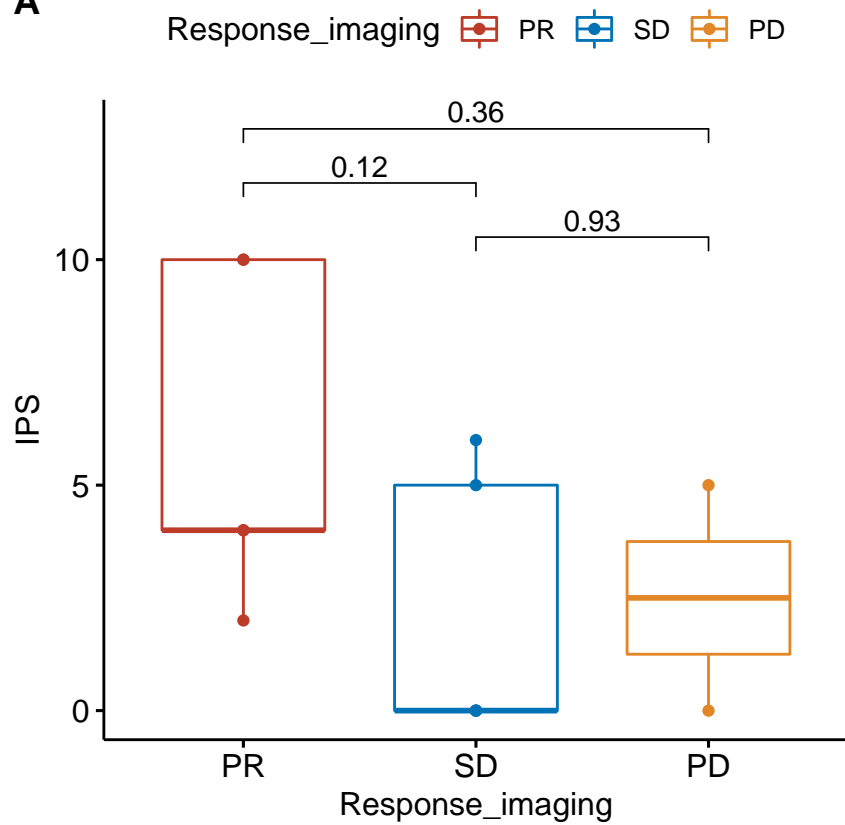 A
Response_imaging PR SD PD
0.36
0.12
0.93
10
5
0
IPS
PR SD PD
Response_imaging